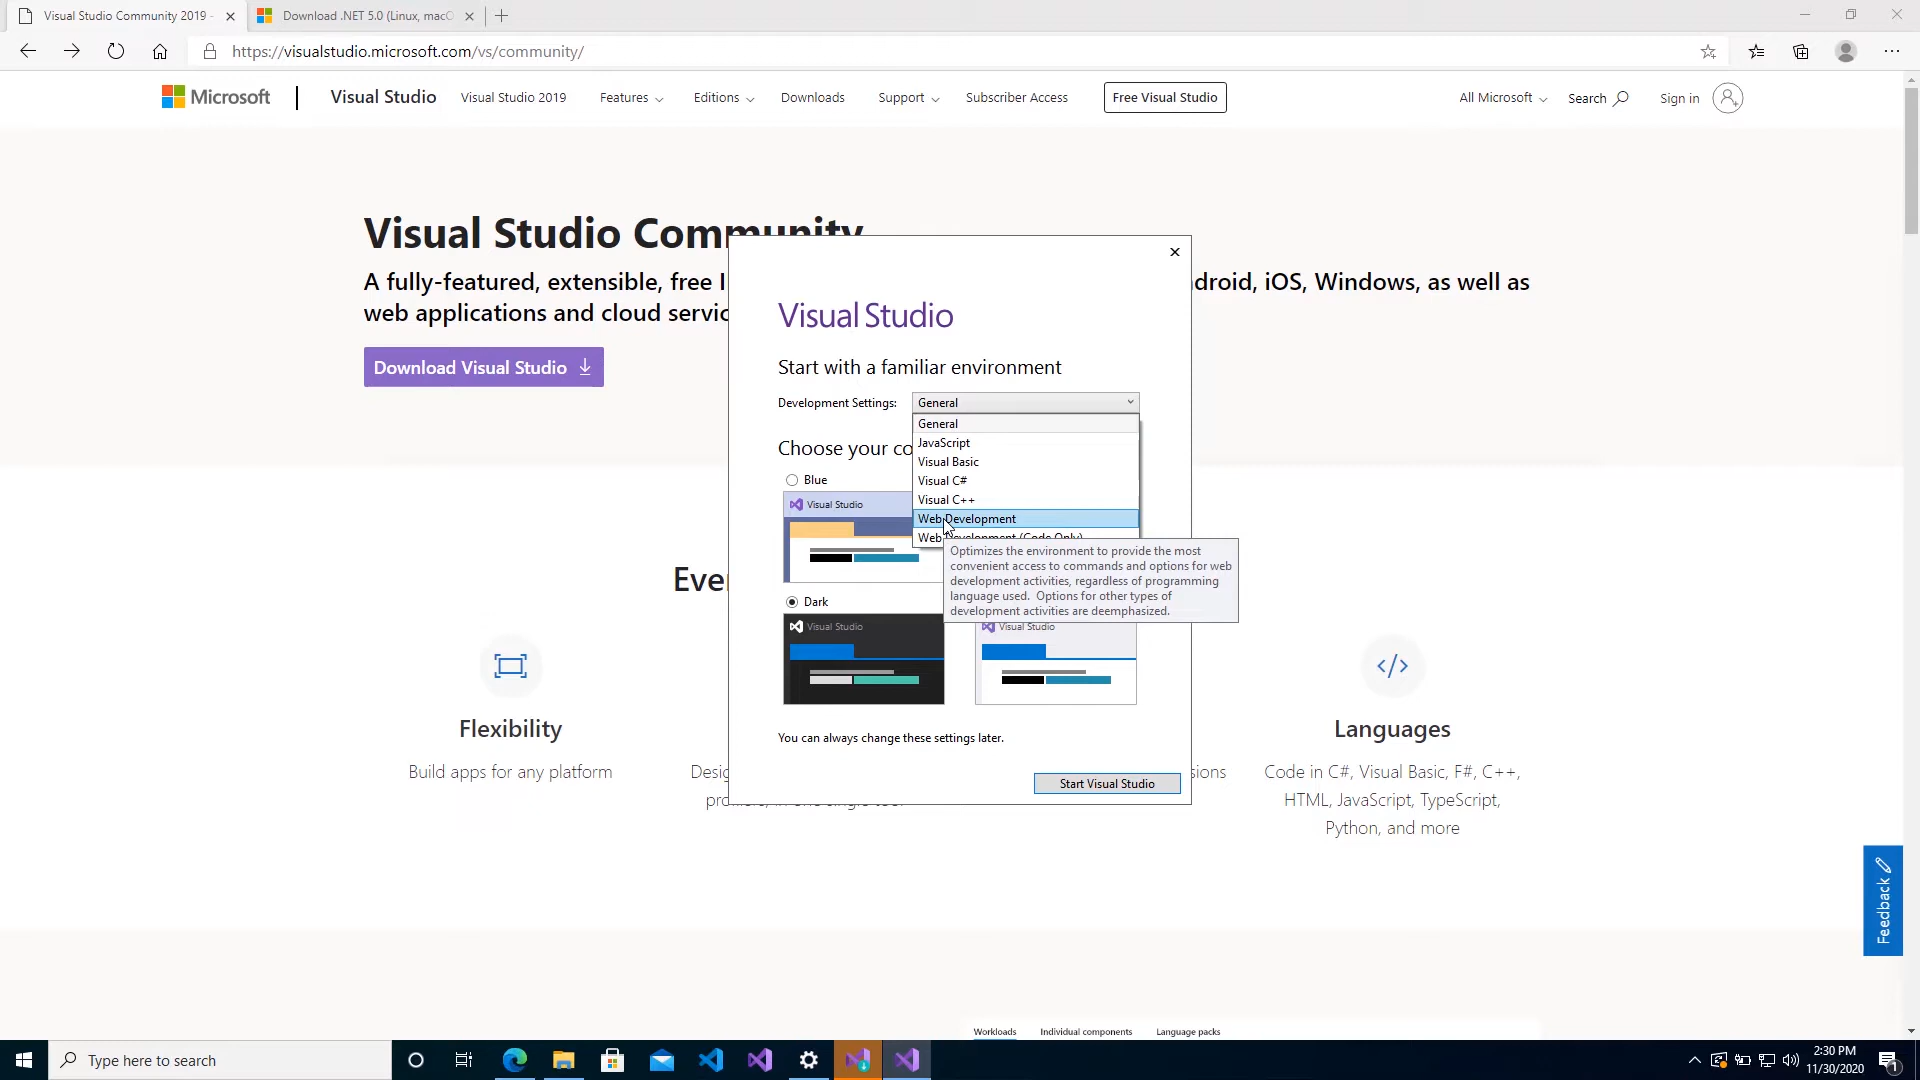 Visual Studio Community 2019 -
Download .NET 5.0 (Linux, macO
https://visualstudio.microsoft.com/vs/community/
Microsoft
Visual Studio
Visual Studio 2019
Features
Editions
Downloads
Support
Subscriber Access
Free Visual Studio
All Microsoft
Search
Sign in
Visual Studio Community
A fully-featured, extensible, free I
droid, iOS, Windows, as well as
web applications and cloud servic
Download Visual Studio
Visual Studio
Start with a familiar environment
Development Settings:
General
General
JavaScript
Visual Basic
Visual C#
Visual C++
Web Development
Web Development (Code Only)
Optimizes the environment to provide the most
convenient access to commands and options for web
development activities, regardless of programming
language used. Options for other types of
development activities are deemphasized.
Choose your co
Blue
Visual Studio
Dark
Visual Studio
Visual Studio
You can always change these settings later.
Start Visual Studio
Eve
Flexibility
Build apps for any platform
Desig
sions
Languages
Code in C#, Visual Basic, F#, C++,
HTML, JavaScript, TypeScript,
Python, and more
Feedback
Workloads
Individual components
Language packs
Type here to search
2:30 PM
11/30/2020
1